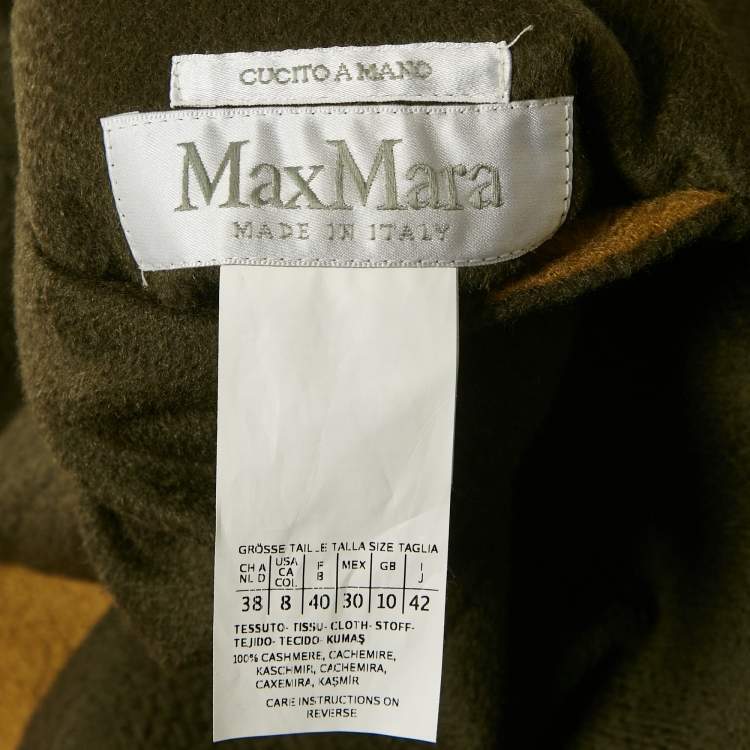 CUCITO A MANO
MaxMara
MADE IN ITALY
GRÖSSE TAILLE TALLA SIZE TAGLIA
CH A NL D | USA CA COL | F B | MEX | GB | I J
38 | 8 | 40 | 30 | 10 | 42
TESSUTO- TISSU- CLOTH- STOFF-
TEJIDO- TECIDO- KUMAŞ
100% CASHMERE, CACHEMIRE,
KASCHMIR, CACHEMIRA,
CAXEMIRA, KAŞMİR
CARE INSTRUCTIONS ON
REVERSE